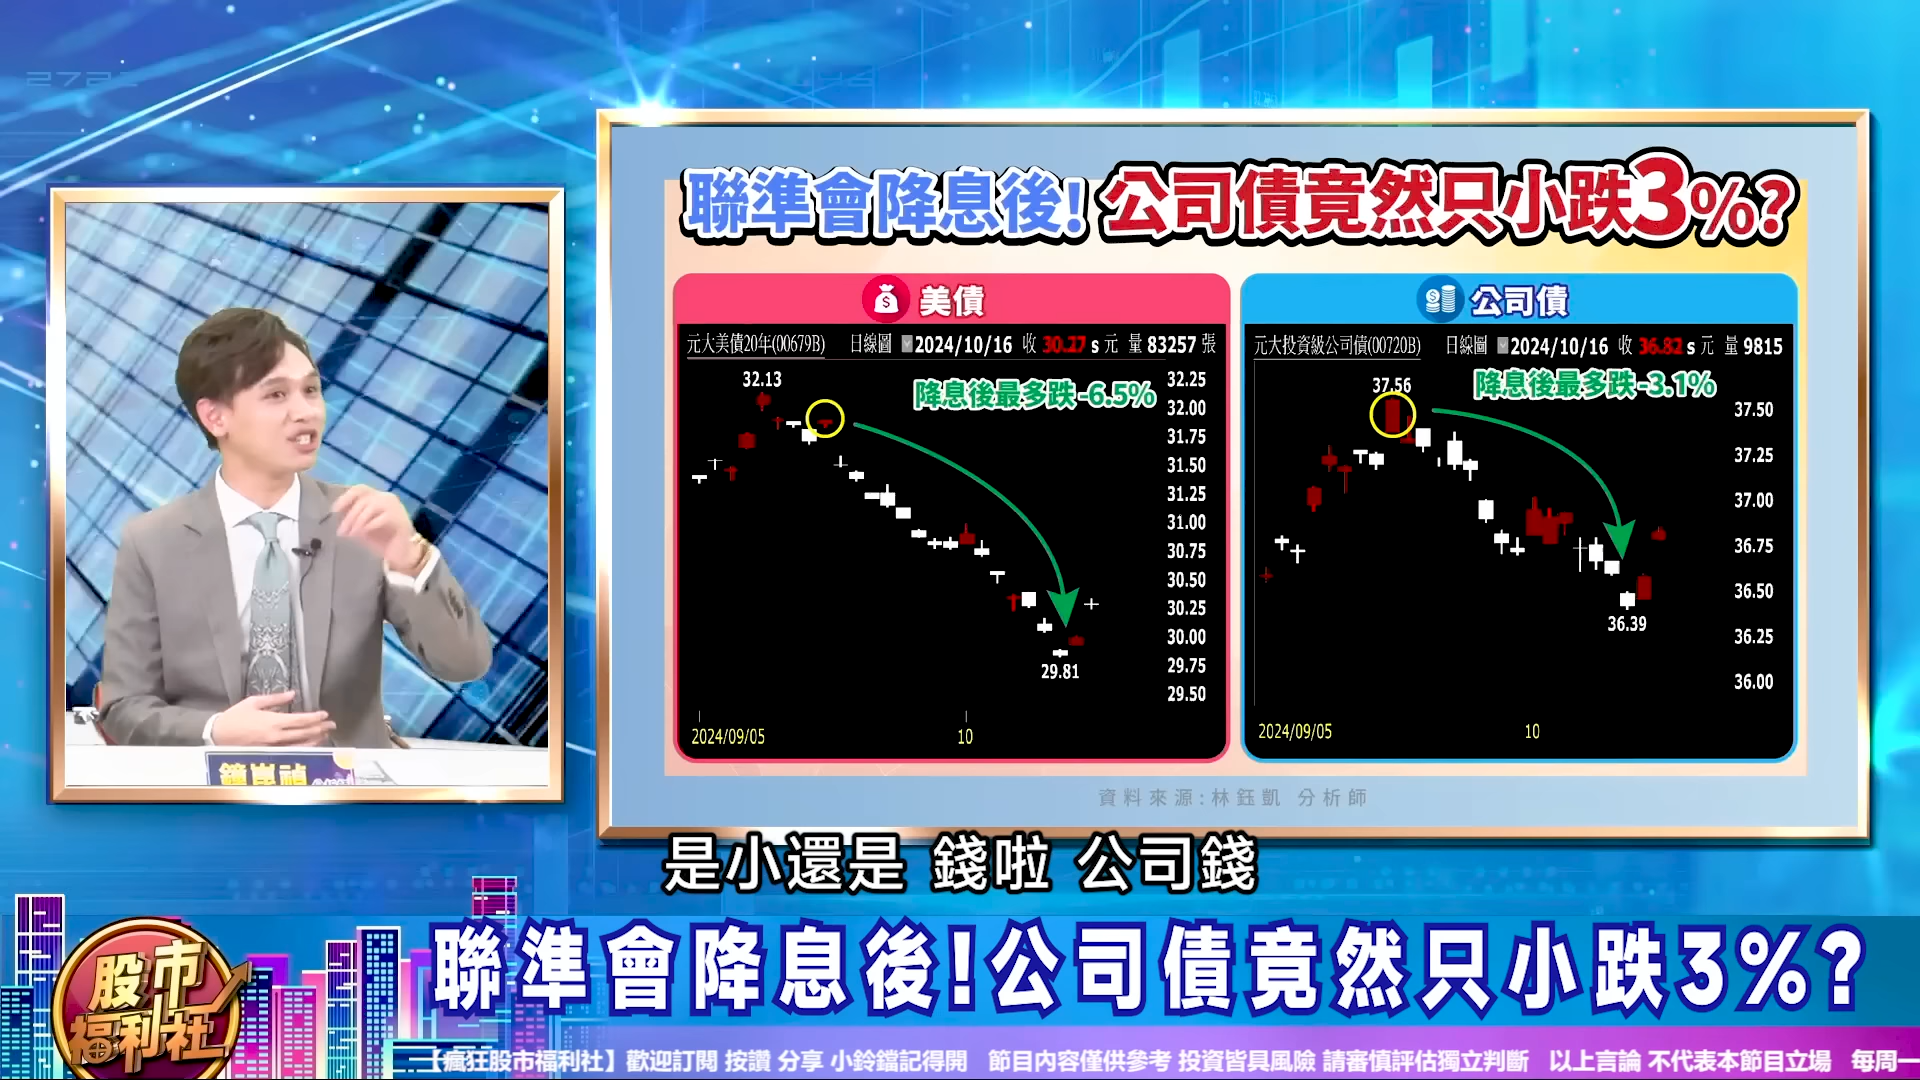 聯準會降息後!公司債竟然只小跌3%?
美債
元大美債20年(00679B) 日線圖 2024/10/16 收 30.27 s 元 量 83257 張
降息後最多跌-6.5%
32.13
32.25
32.00
31.75
31.50
31.25
31.00
30.75
30.50
30.25
30.00
29.75
29.50
29.81
2024/09/05 10
公司債
元大投資級公司債(00720B) 日線圖 2024/10/16 收 36.82 s 元 量 9815
降息後最多跌-3.1%
37.56
37.50
37.25
37.00
36.75
36.50
36.25
36.00
36.39
2024/09/05 10
資料來源:林鈺凱 分析師
是小還是 錢啦 公司錢
股市
福利社
聯準會降息後!公司債竟然只小跌3%?
【瘋狂股市福利社】歡迎訂閱 按讚 分享 小鈴鐺記得開 節目內容僅供參考 投資皆具風險 請審慎評估獨立判斷 以上言論 不代表本節目立場 每周一